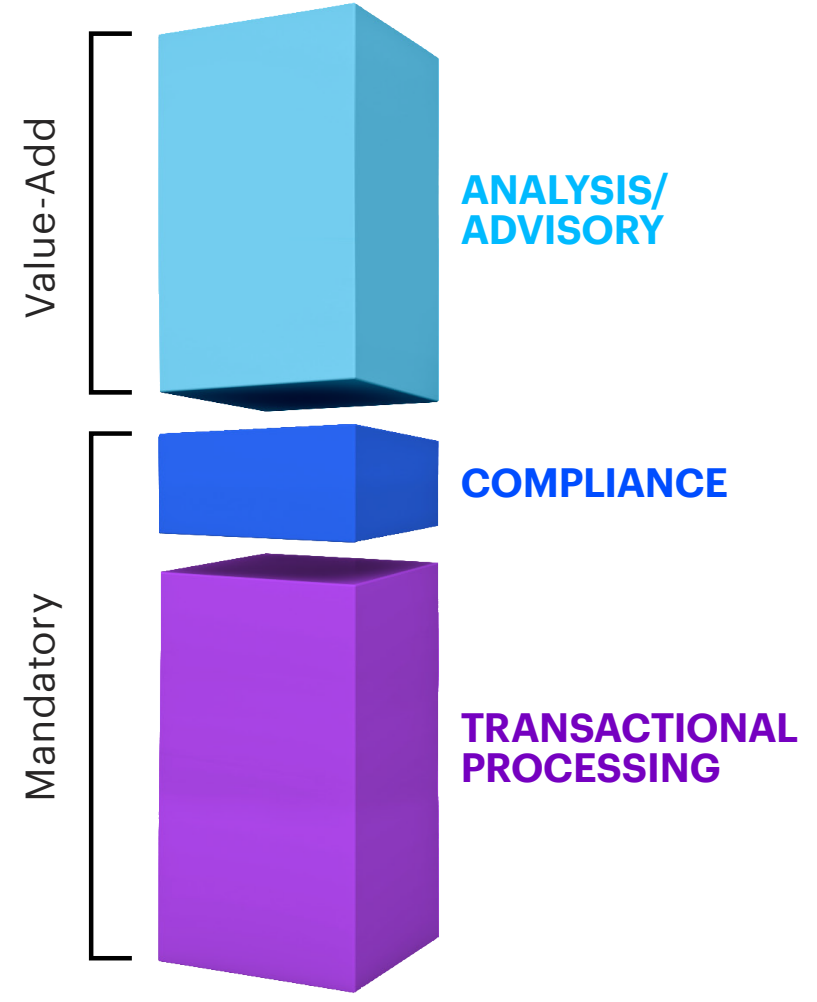 Value-Add
ANALYSIS/
ADVISORY
COMPLIANCE
Mandatory
TRANSACTIONAL
PROCESSING